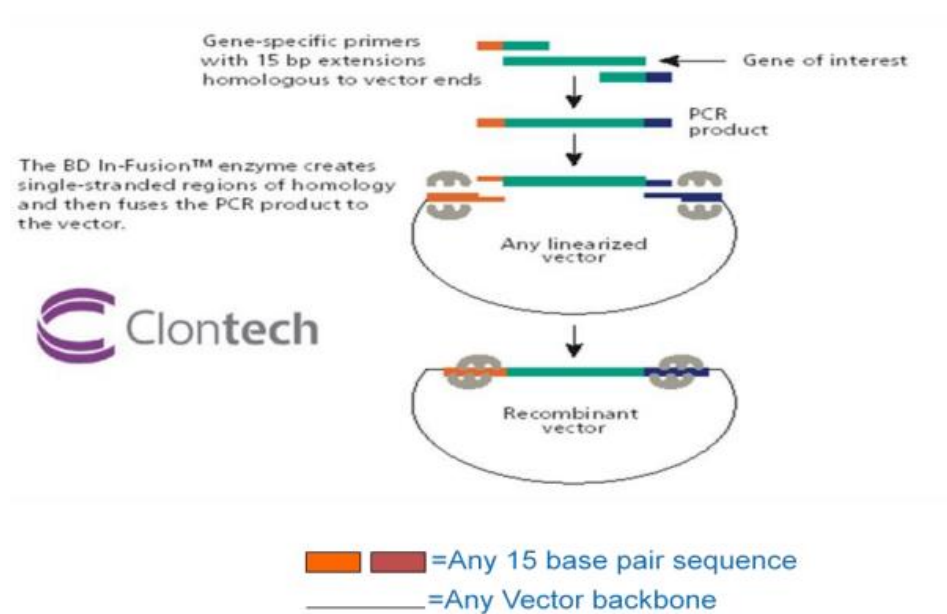 Gene-specific primers
with 15 bp extensions
homologous to vector ends
Gene of interest
PCR
product
The BD In-Fusion™ enzyme creates
single-stranded regions of homology
and then fuses the PCR product to
the vector.
Any linearized
vector
Clontech
Recombinant
vector
=Any 15 base pair sequence
=Any Vector backbone